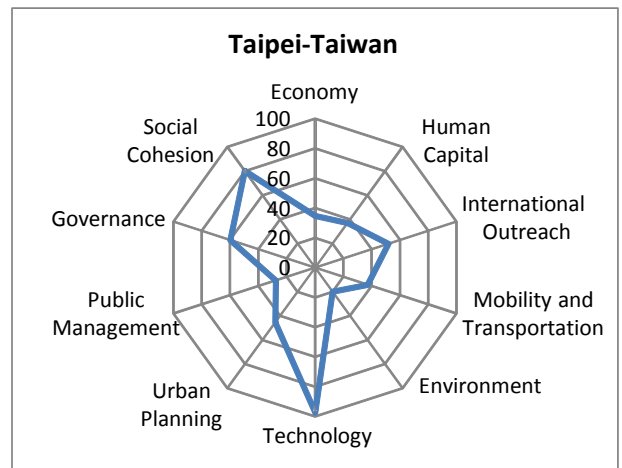 Taipei-Taiwan
Economy
Human
Capital
International
Outreach
Mobility and
Transportation
Environment
Technology
Urban
Planning
Public
Management
Governance
Social
Cohesion
100
80
60
40
20
0